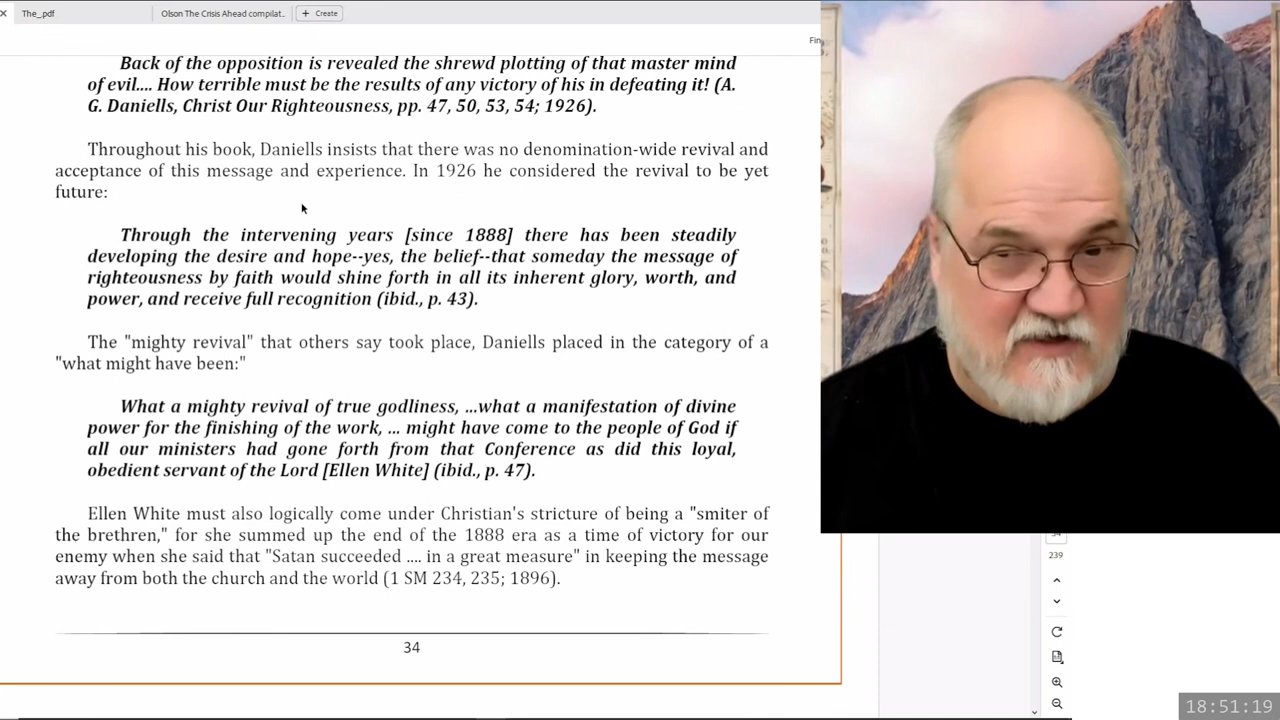 The_.pdf
Olson The Crisis Ahead compilat..
+ Create
Fin
Back of the opposition is revealed the shrewd plotting of that master mind
of evil.... How terrible must be the results of any victory of his in defeating it! (A.
G. Daniells, Christ Our Righteousness, pp. 47, 50, 53, 54; 1926).
Throughout his book, Daniells insists that there was no denomination-wide revival and
acceptance of this message and experience. In 1926 he considered the revival to be yet
future:
Through the intervening years [since 1888] there has been steadily
developing the desire and hope--yes, the belief--that someday the message of
righteousness by faith would shine forth in all its inherent glory, worth, and
power, and receive full recognition (ibid., p. 43).
The "mighty revival" that others say took place, Daniells placed in the category of a
"what might have been:"
What a mighty revival of true godliness, ...what a manifestation of divine
power for the finishing of the work, ... might have come to the people of God if
all our ministers had gone forth from that Conference as did this loyal,
obedient servant of the Lord [Ellen White] (ibid., p. 47).
Ellen White must also logically come under Christian's stricture of being a "smiter of
the brethren," for she summed up the end of the 1888 era as a time of victory for our
enemy when she said that "Satan succeeded .... in a great measure" in keeping the message
away from both the church and the world (1 SM 234, 235; 1896).
34
239
18:51:19